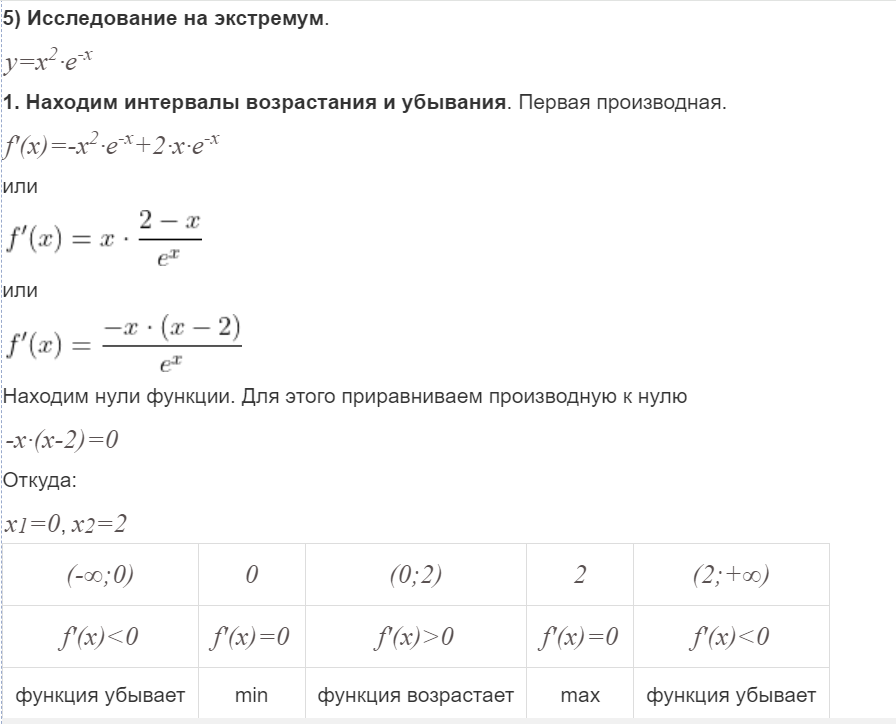 5) Исследование на экстремум.
y=x²·e⁻ˣ
1. Находим интервалы возрастания и убывания. Первая производная.
f'(x)=-x²·e⁻ˣ+2·x·e⁻ˣ
или
f'(x) = x · (2 − x)/eˣ
или
f'(x) = (−x · (x − 2))/eˣ
Находим нули функции. Для этого приравниваем производную к нулю
-x·(x-2)=0
Откуда:
x1=0, x2=2
(-∞;0) 0 (0;2) 2 (2;+∞)
f'(x)<0 f'(x)=0 f'(x)>0 f'(x)=0 f'(x)<0
функция убывает min функция возрастает max функция убывает